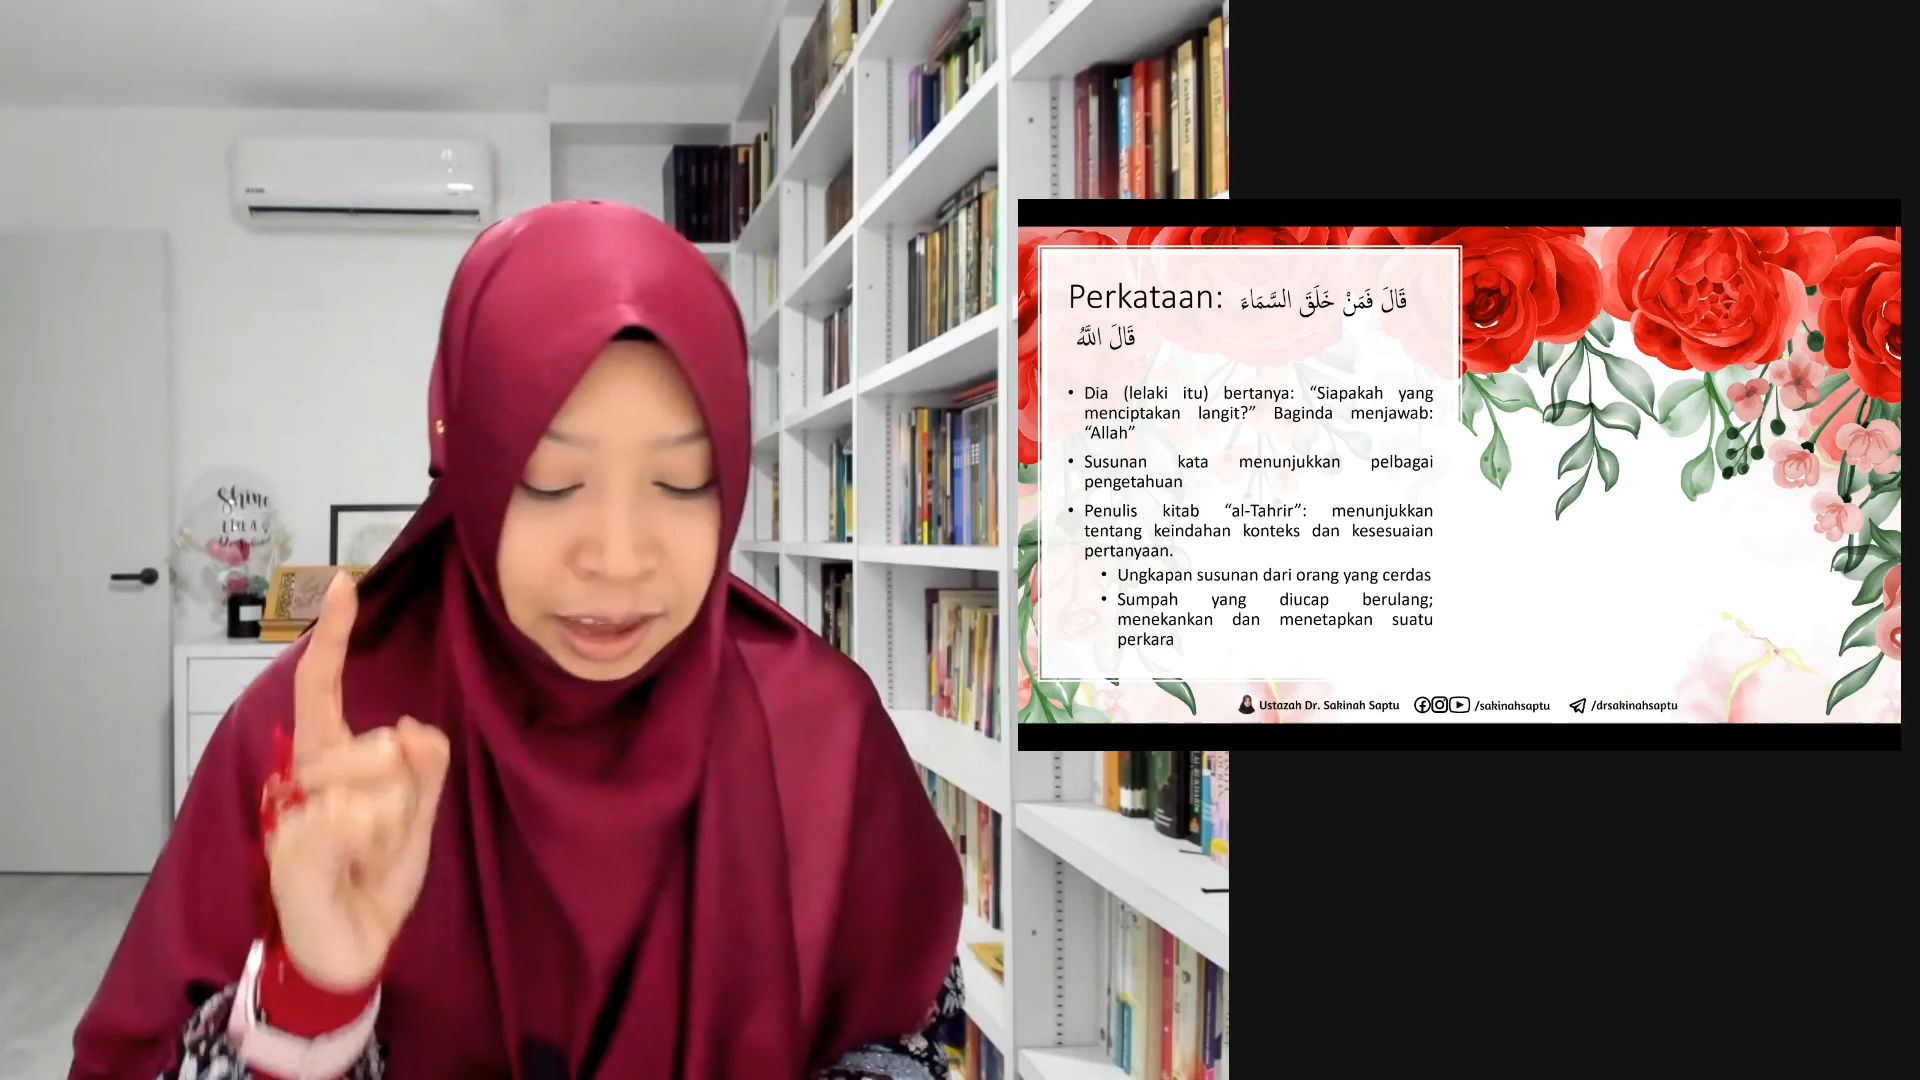 Shine
LIKE A
Perkataan: قَالَ فَمَنْ خَلَقَ السَّمَاءَ
قَالَ اللَّهُ
• Dia (lelaki itu) bertanya: “Siapakah yang
menciptakan langit?” Baginda menjawab:
“Allah”
• Susunan kata menunjukkan pelbagai
pengetahuan
• Penulis kitab “al-Tahrir”: menunjukkan
tentang keindahan konteks dan kesesuaian
pertanyaan.
• Ungkapan susunan dari orang yang cerdas
• Sumpah yang diucap berulang;
menekankan dan menetapkan suatu
perkara
Ustazah Dr. Sakinah Saptu /sakinahsaptu /drsakinahsaptu